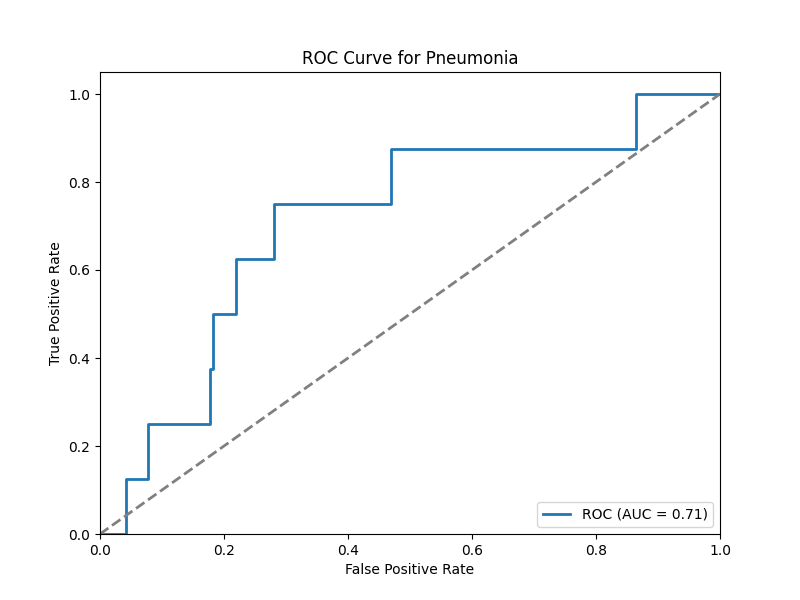 ROC Curve for Pneumonia
1.0
0.8
0.6
0.4
0.2
0.0
True Positive Rate
0.0 0.2 0.4 0.6 0.8 1.0
False Positive Rate
ROC (AUC = 0.71)